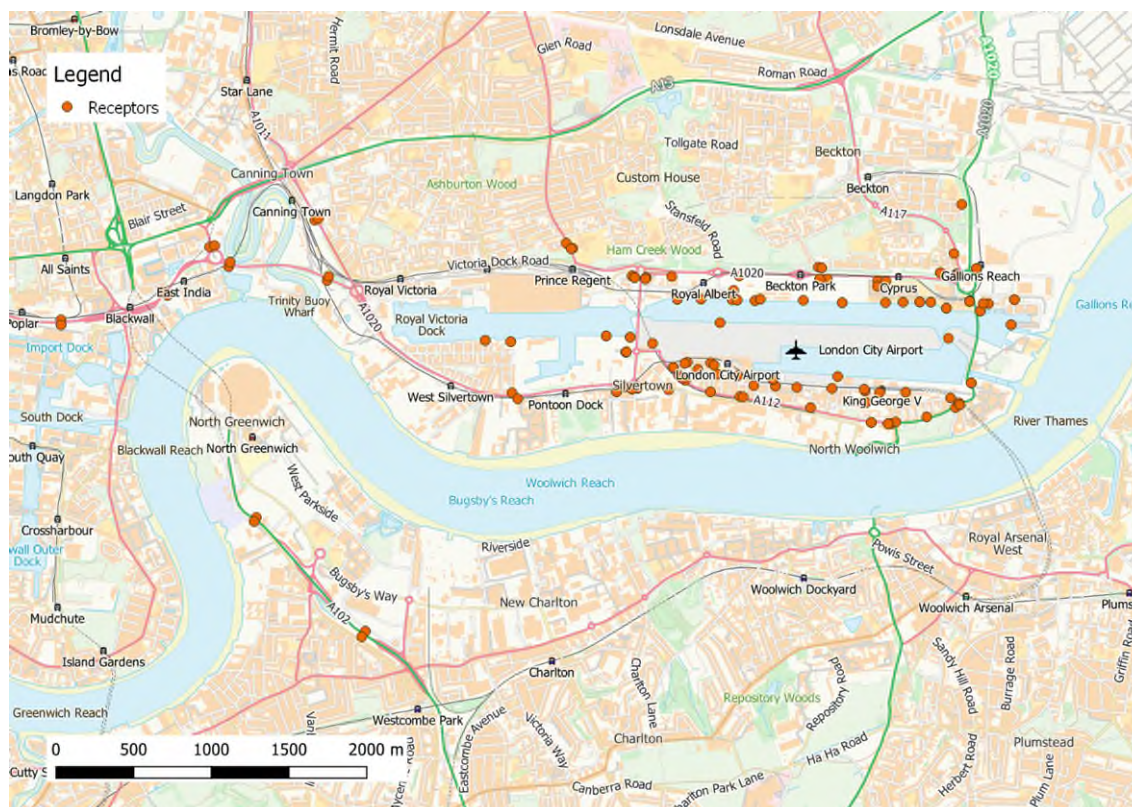 Bromley-by-Bow
Legend
Receptors
Star Lane
Hermit Road
Glen Road
Lonsdale Avenue
Roman Road
A1020
A1020
A13
A1011
Tollgate Road
Beckton
Canning Town
Langdon Park
Ashburton Wood
Custom House
Beckton
Canning Town
Blair Street
Stansfeld Road
A117
All Saints
Ham Creek Wood
Victoria Dock Road
Prince Regent
A1020
Beckton Park
Cyprus
Gallions Reach
East India
Royal Victoria
Royal Albert
Trinity Buoy
Wharf
A1020
Poplar
Blackwall
Royal Victoria
Dock
Import Dock
London City Airport
London City Airport
West Silvertown
Pontoon Dock
Silvertown
A112
King George V
South Dock
North Greenwich
North Greenwich
Blackwall Reach
River Thames
North Woolwich
West Parkside
Woolwich Reach
Bugsby's Reach
Crossharbour
Riverside
Powis Street
Royal Arsenal
West
Bugsby's Way
New Charlton
Woolwich Dockyard
Woolwich Arsenal
Mudchute
A102
Island Gardens
Charlton
Charlton Lane
Repository Road
Sandy Hill Road
Burrage Road
Griffin Road
Repository Woods
Greenwich Reach
Westcombe Park
Eastcombe Avenue
Victoria Way
Charlton
Ha Ha Road
Herbert Road
Plumstead
Plum Lane
Canberra Road
0 500 1000 1500 2000 m